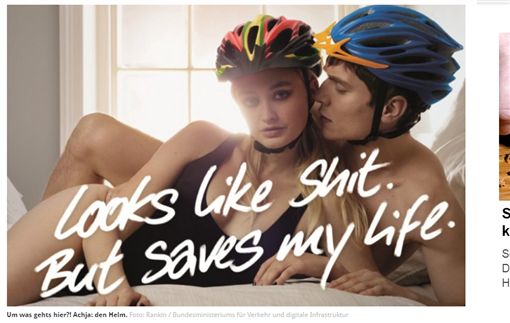 Looks like Shit.
But saves my life.
Um was gehts hier?! Achja: den Helm. Foto: Rankin / Bundesministeriums für Verkehr und digitale Infrastruktur
S
k
S
D
H